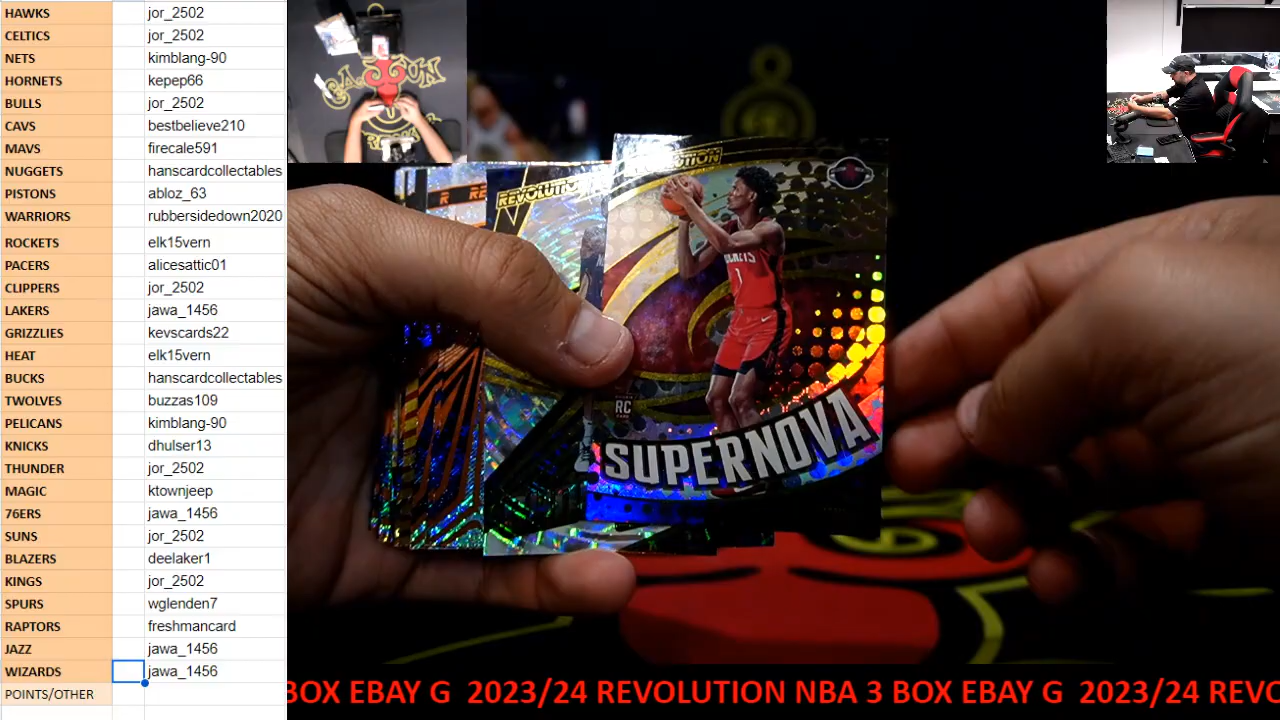 HAWKS jor_2502
CELTICS jor_2502
NETS kimblang-90
HORNETS kepep66
BULLS jor_2502
CAVS bestbelieve210
MAVS firecale591
NUGGETS hanscardcollectables
PISTONS abloz_63
WARRIORS rubbersidedown2020
ROCKETS elk15vern
PACERS alicesattic01
CLIPPERS jor_2502
LAKERS jawa_1456
GRIZZLIES kevscards22
HEAT elk15vern
BUCKS hanscardcollectables
TWOLVES buzzas109
PELICANS kimblang-90
KNICKS dhulser13
THUNDER jor_2502
MAGIC ktownjeep
76ERS jawa_1456
SUNS jor_2502
BLAZERS deelaker1
KINGS jor_2502
SPURS wglenden7
RAPTORS freshmancard
JAZZ jawa_1456
WIZARDS jawa_1456
POINTS/OTHER
REVOLUTION
1
RC
SUPERNOVA
BOX EBAY G 2023/24 REVOLUTION NBA 3 BOX EBAY G 2023/24 REVO